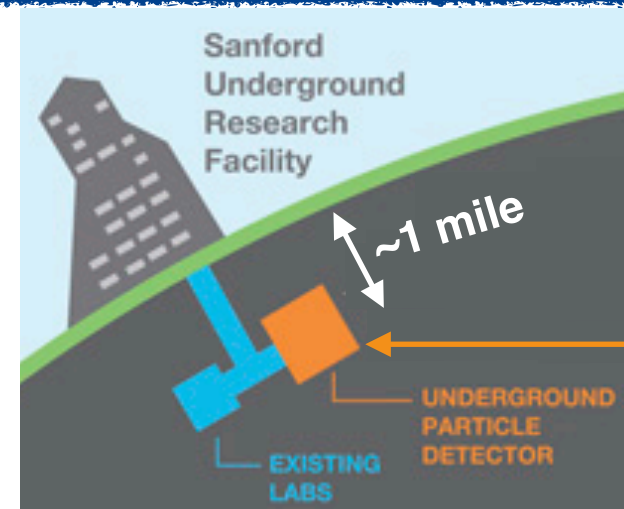 Sanford
Underground
Research
Facility
~1 mile
UNDERGROUND
PARTICLE
DETECTOR
EXISTING
LABS